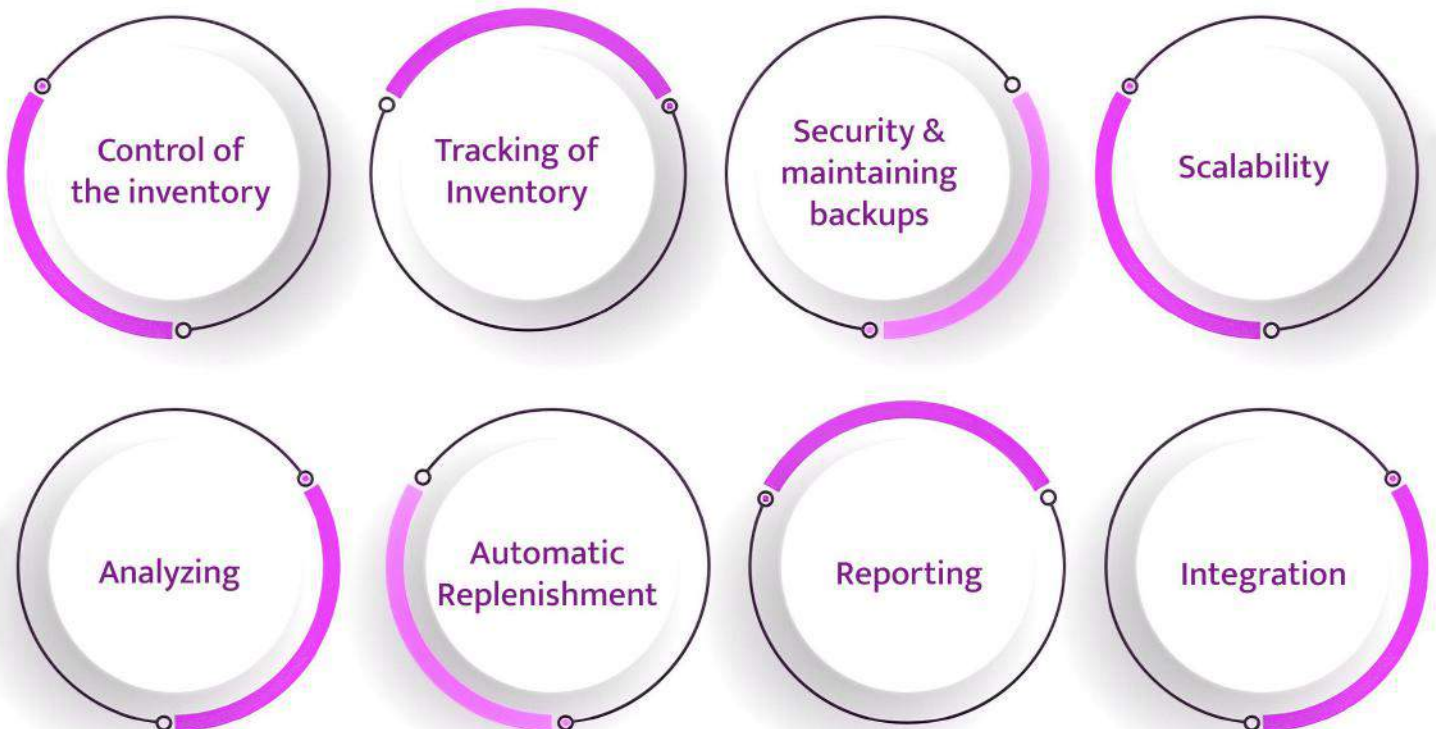 Control of
the inventory
Tracking of
Inventory
Security &
maintaining
backups
Scalability
Analyzing
Automatic
Replenishment
Reporting
Integration